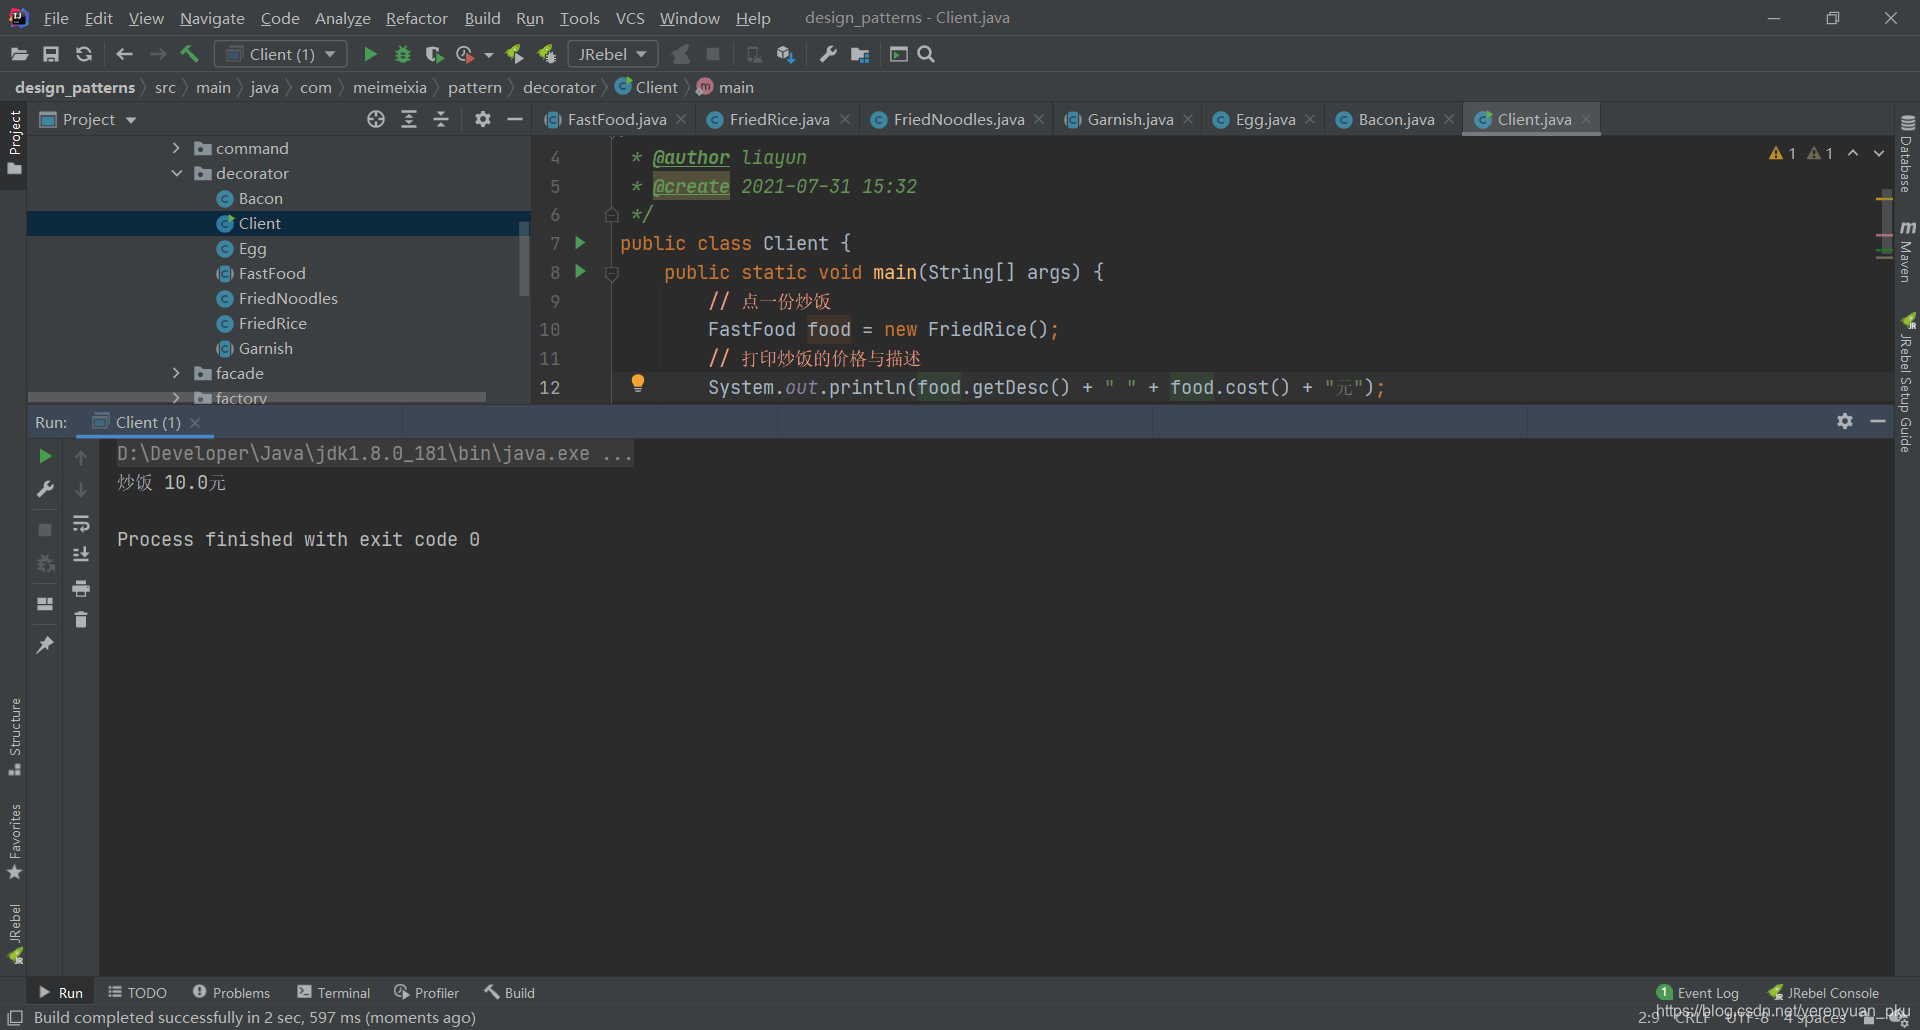 File Edit View Navigate Code Analyze Refactor Build Run Tools VCS Window Help design_patterns - Client.java
Client (1) JRebel
design_patterns src main java com meimeixia pattern decorator Client main
Project
Project
FastFood.java FriedRice.java FriedNoodles.java Garnish.java Egg.java Bacon.java Client.java
command
decorator
Bacon
Client
Egg
FastFood
FriedNoodles
FriedRice
Garnish
facade
factory
4 * @author liayun
5 * @create 2021-07-31 15:32
6 */
7 public class Client {
8 public static void main(String[] args) {
9 // 点一份炒饭
10 FastFood food = new FriedRice();
11 // 打印炒饭的价格与描述
12 System.out.println(food.getDesc() + " " + food.cost() + "元");
1 1
Database
Maven
JRebel Setup Guide
Run: Client (1)
D:\Developer\Java\jdk1.8.0_181\bin\java.exe ...
炒饭 10.0元
Process finished with exit code 0
Structure
Favorites
JRebel
Run TODO Problems Terminal Profiler Build
1 Event Log JRebel Console
Build completed successfully in 2 sec, 597 ms (moments ago)
2:9 CRLF UTF-8 4 spaces
https://blog.csdn.net/yerenyuan_pku